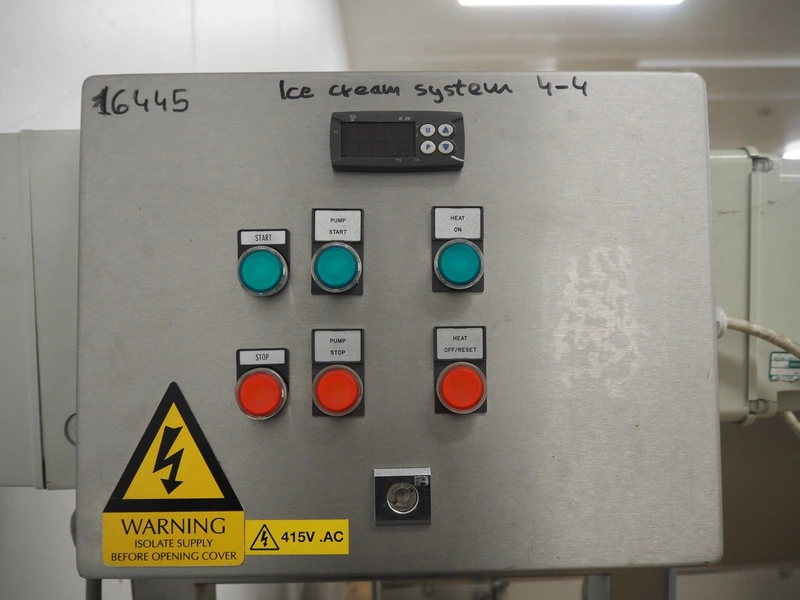 16445
Ice cream system 4-4
U
P
START
PUMP
START
HEAT
ON
STOP
PUMP
STOP
HEAT
OFF/RESET
WARNING
ISOLATE SUPPLY
BEFORE OPENING COVER
415V .AC